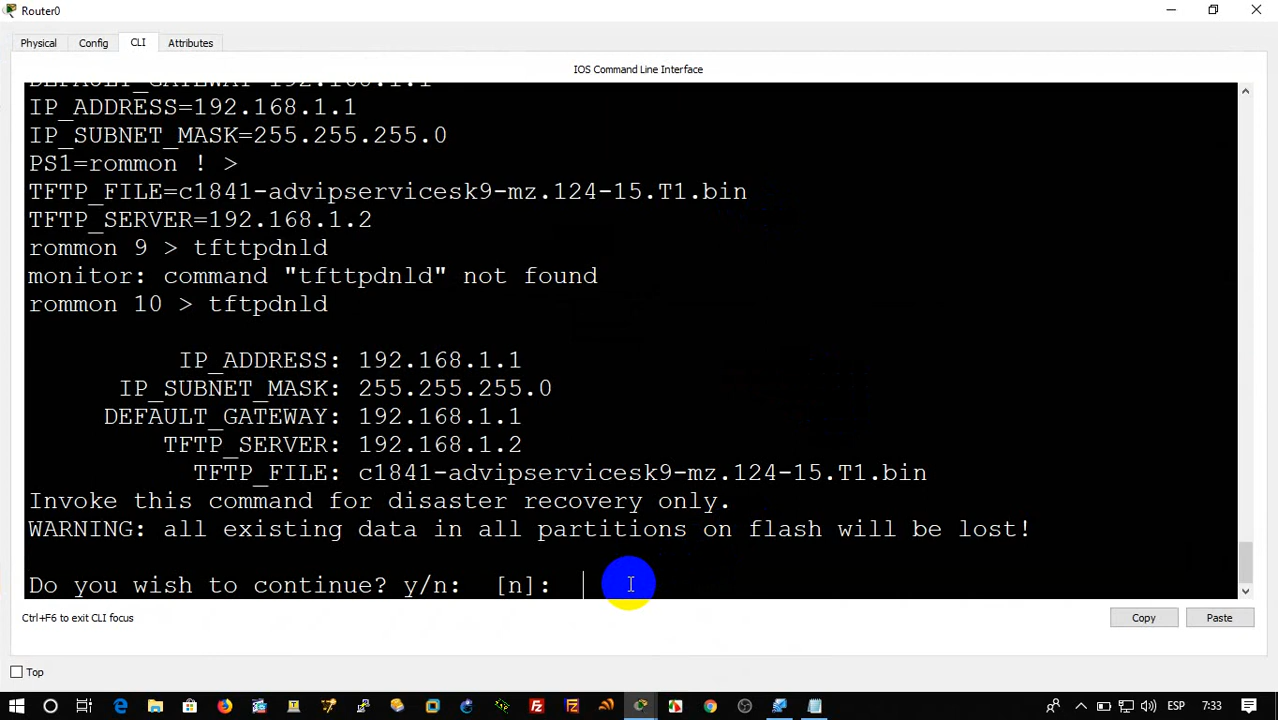 Router0
Physical Config CLI Attributes
IOS Command Line Interface
DEFAULT_GATEWAY=192.168.1.1
IP_ADDRESS=192.168.1.1
IP_SUBNET_MASK=255.255.255.0
PS1=rommon ! >
TFTP_FILE=c1841-advipservicesk9-mz.124-15.T1.bin
TFTP_SERVER=192.168.1.2
rommon 9 > tfttpdnld
monitor: command "tfttpdnld" not found
rommon 10 > tftpdnld
IP_ADDRESS: 192.168.1.1
IP_SUBNET_MASK: 255.255.255.0
DEFAULT_GATEWAY: 192.168.1.1
TFTP_SERVER: 192.168.1.2
TFTP_FILE: c1841-advipservicesk9-mz.124-15.T1.bin
Invoke this command for disaster recovery only.
WARNING: all existing data in all partitions on flash will be lost!
Do you wish to continue? y/n:  [n]:
Ctrl+F6 to exit CLI focus
Copy Paste
Top
ESP 7:33